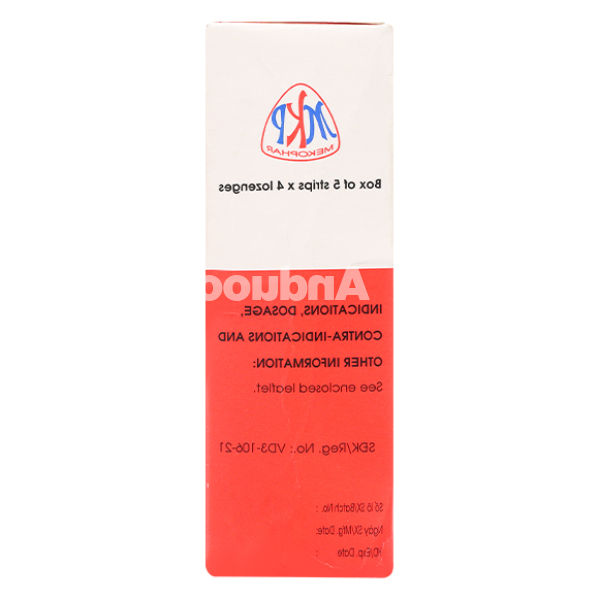 MKP
MEKOPHAR
Box of 5 strips x 4 lozenges
Anduoc
INDICATIONS, DOSAGE,
CONTRA-INDICATIONS AND
OTHER INFORMATION:
See enclosed leaflet.
SĐK/Reg. No.: VD3-106-21
Số lô SX/Batch No. :
Ngày SX/Mfg. Date:
HD/Exp. Date :